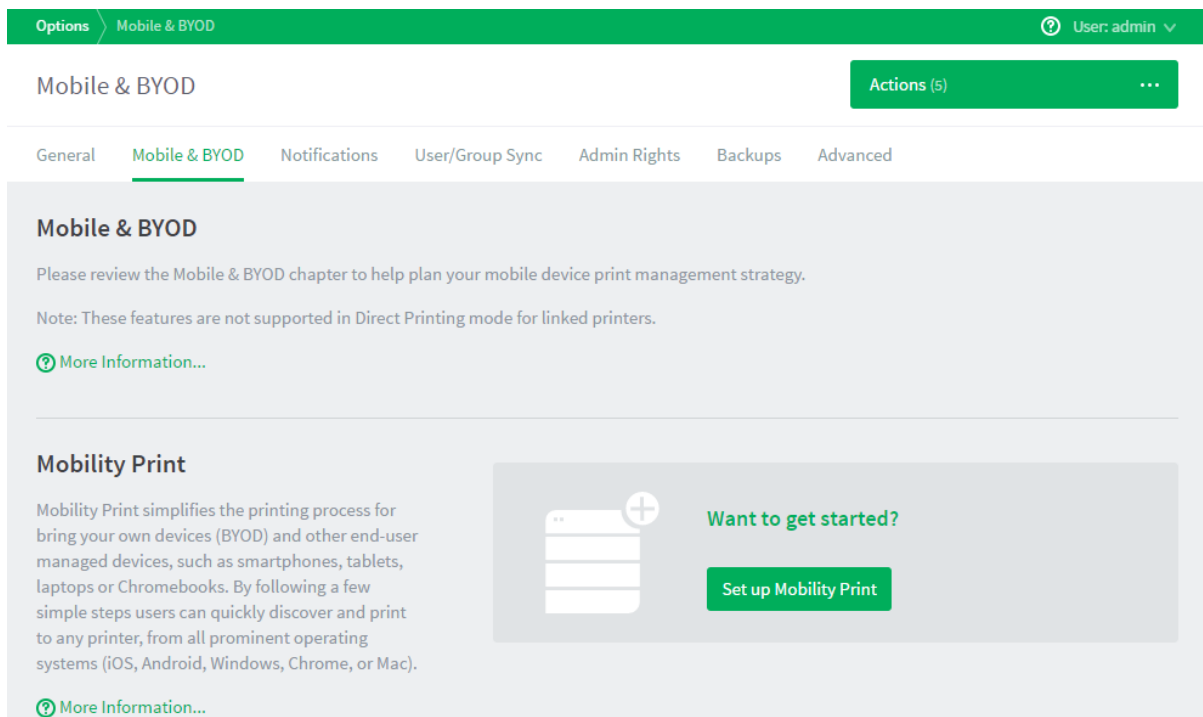 Options Mobile & BYOD User: admin
Mobile & BYOD
Actions (5) ...
General Mobile & BYOD Notifications User/Group Sync Admin Rights Backups Advanced
Mobile & BYOD
Please review the Mobile & BYOD chapter to help plan your mobile device print management strategy.
Note: These features are not supported in Direct Printing mode for linked printers.
? More Information...
Mobility Print
Mobility Print simplifies the printing process for
bring your own devices (BYOD) and other end-user
managed devices, such as smartphones, tablets,
laptops or Chromebooks. By following a few
simple steps users can quickly discover and print
to any printer, from all prominent operating
systems (iOS, Android, Windows, Chrome, or Mac).
? More Information...
Want to get started?
Set up Mobility Print